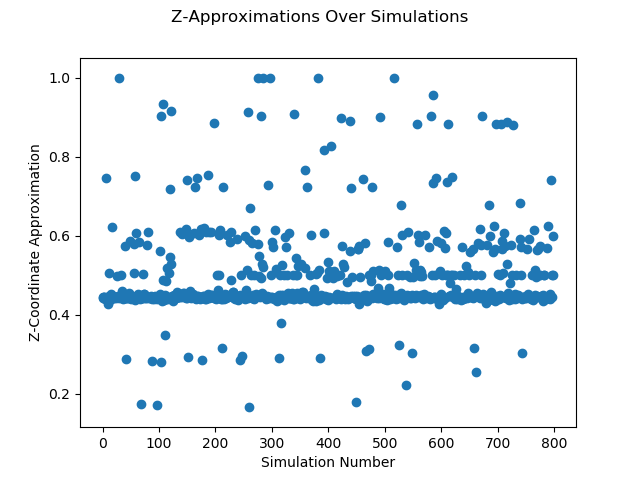 Z-Approximations Over Simulations
1.0
0.8
0.6
0.4
0.2
Z-Coordinate Approximation
0 100 200 300 400 500 600 700 800
Simulation Number